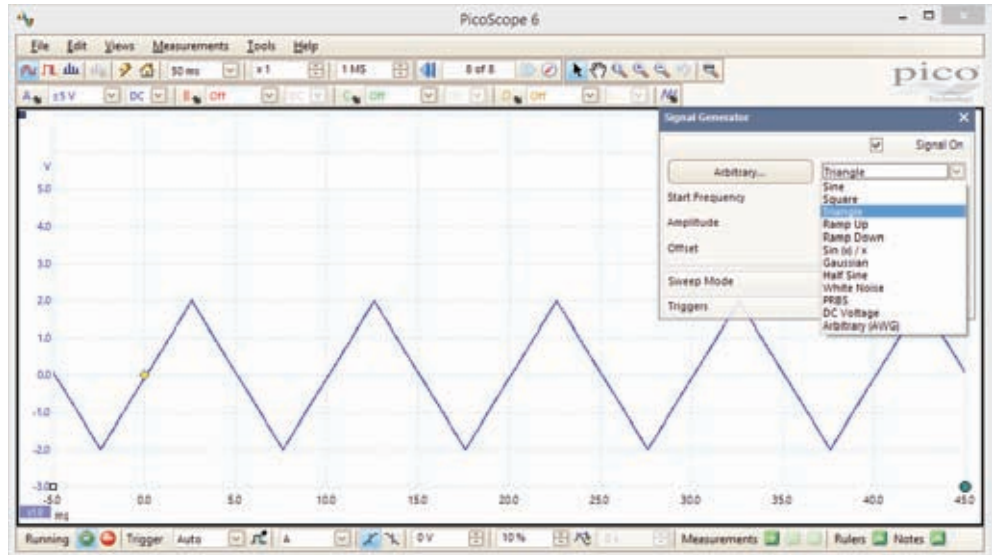 PicoScope 6
File Edit Views Measurements Tools Help
50 ms x 1 1 MS 8 of 8
pico
Technology
A ±5 V DC B Off DC C Off D Off
Signal Generator
Signal On
Arbitrary... Triangle
Sine
Start Frequency
Square
Triangle
Amplitude
Ramp Up
Ramp Down
Offset
Sin (x) / x
Gaussian
Half Sine
Sweep Mode
White Noise
PRBS
Triggers
DC Voltage
Arbitrary (AWG)
V
5.0
4.0
3.0
2.0
1.0
0.0
-1.0
-2.0
-3.0
-5.0 0.0 5.0 10.0 15.0 20.0 25.0 30.0 35.0 40.0 45.0
x1.0 ms
Running Trigger Auto A 0 V 10 % Measurements Rulers Notes